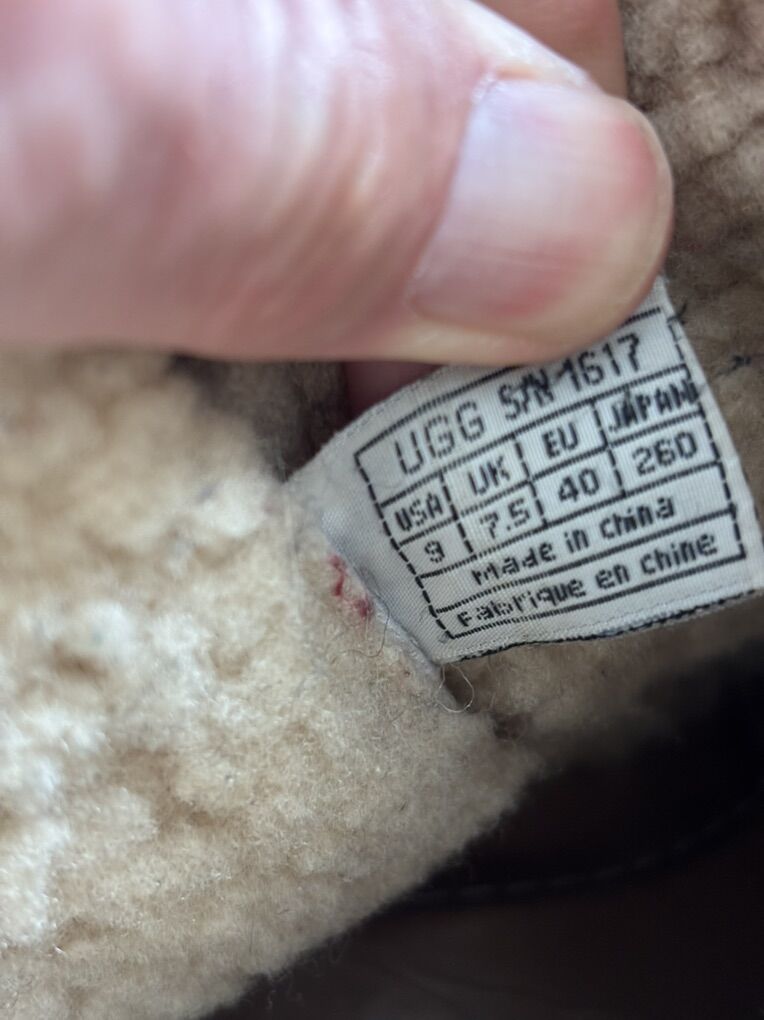 UGG S/N 1617
USA UK EU JAPAN
9 7.5 40 260
Made in China
Fabrique en Chine